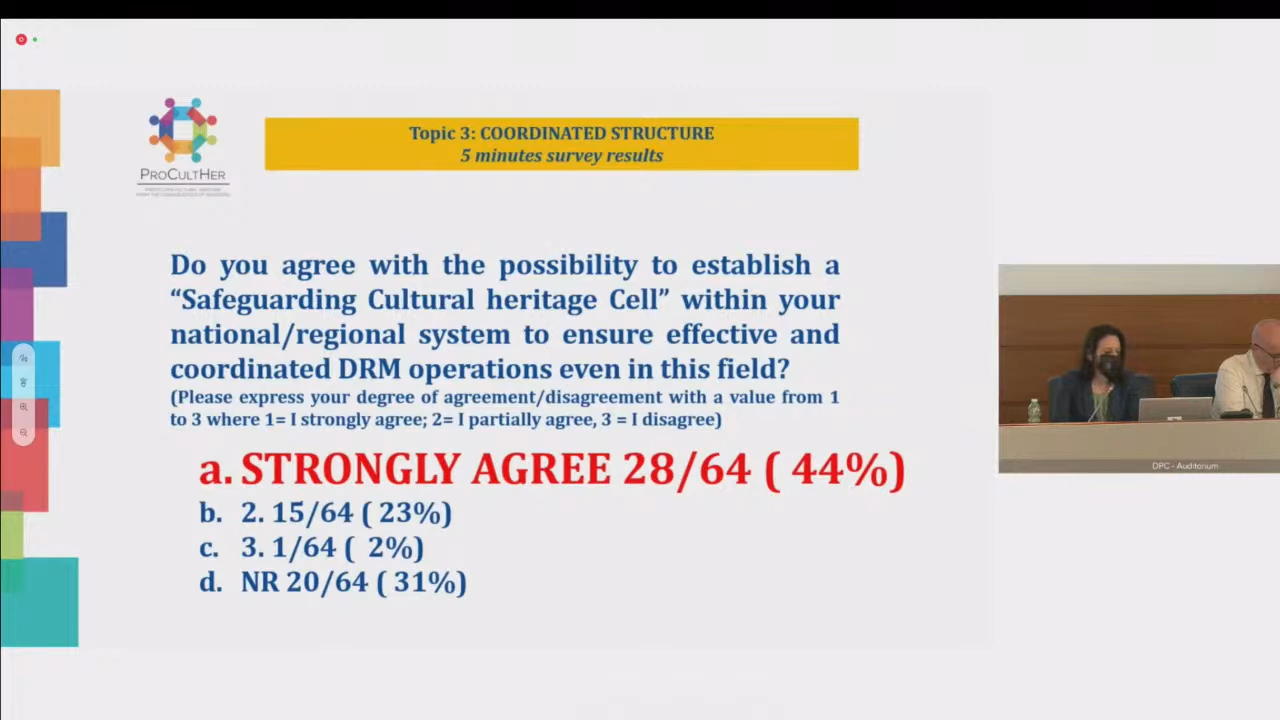 Topic 3: COORDINATED STRUCTURE
5 minutes survey results
PROCULTHER
Do you agree with the possibility to establish a
“Safeguarding Cultural heritage Cell” within your
national/regional system to ensure effective and
coordinated DRM operations even in this field?
(Please express your degree of agreement/disagreement with a value from 1
to 3 where 1= I strongly agree; 2= I partially agree, 3 = I disagree)
a. STRONGLY AGREE 28/64 ( 44%)
b. 2. 15/64 ( 23%)
c. 3. 1/64 ( 2%)
d. NR 20/64 ( 31%)
DPC - Auditorium